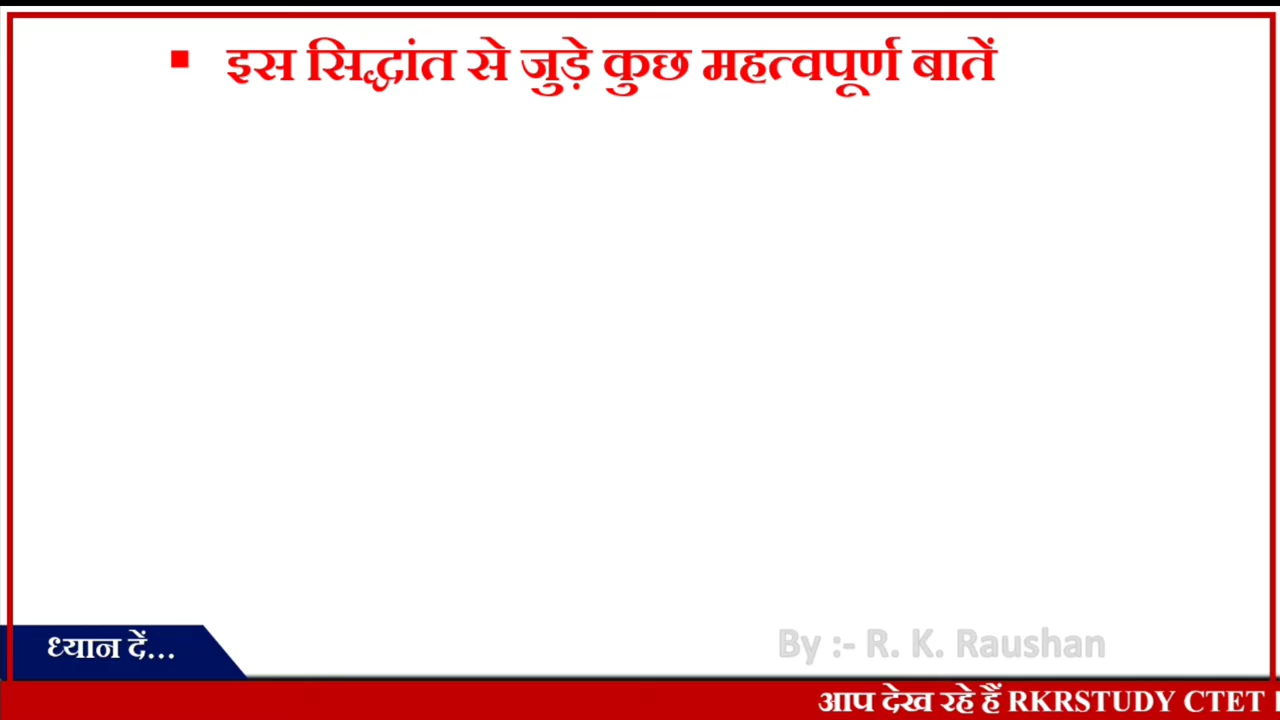 ▪ इस सिद्धांत से जुड़े कुछ महत्वपूर्ण बातें
ध्यान दें...
By :- R. K. Raushan
आप देख रहे हैं RKRSTUDY CTET